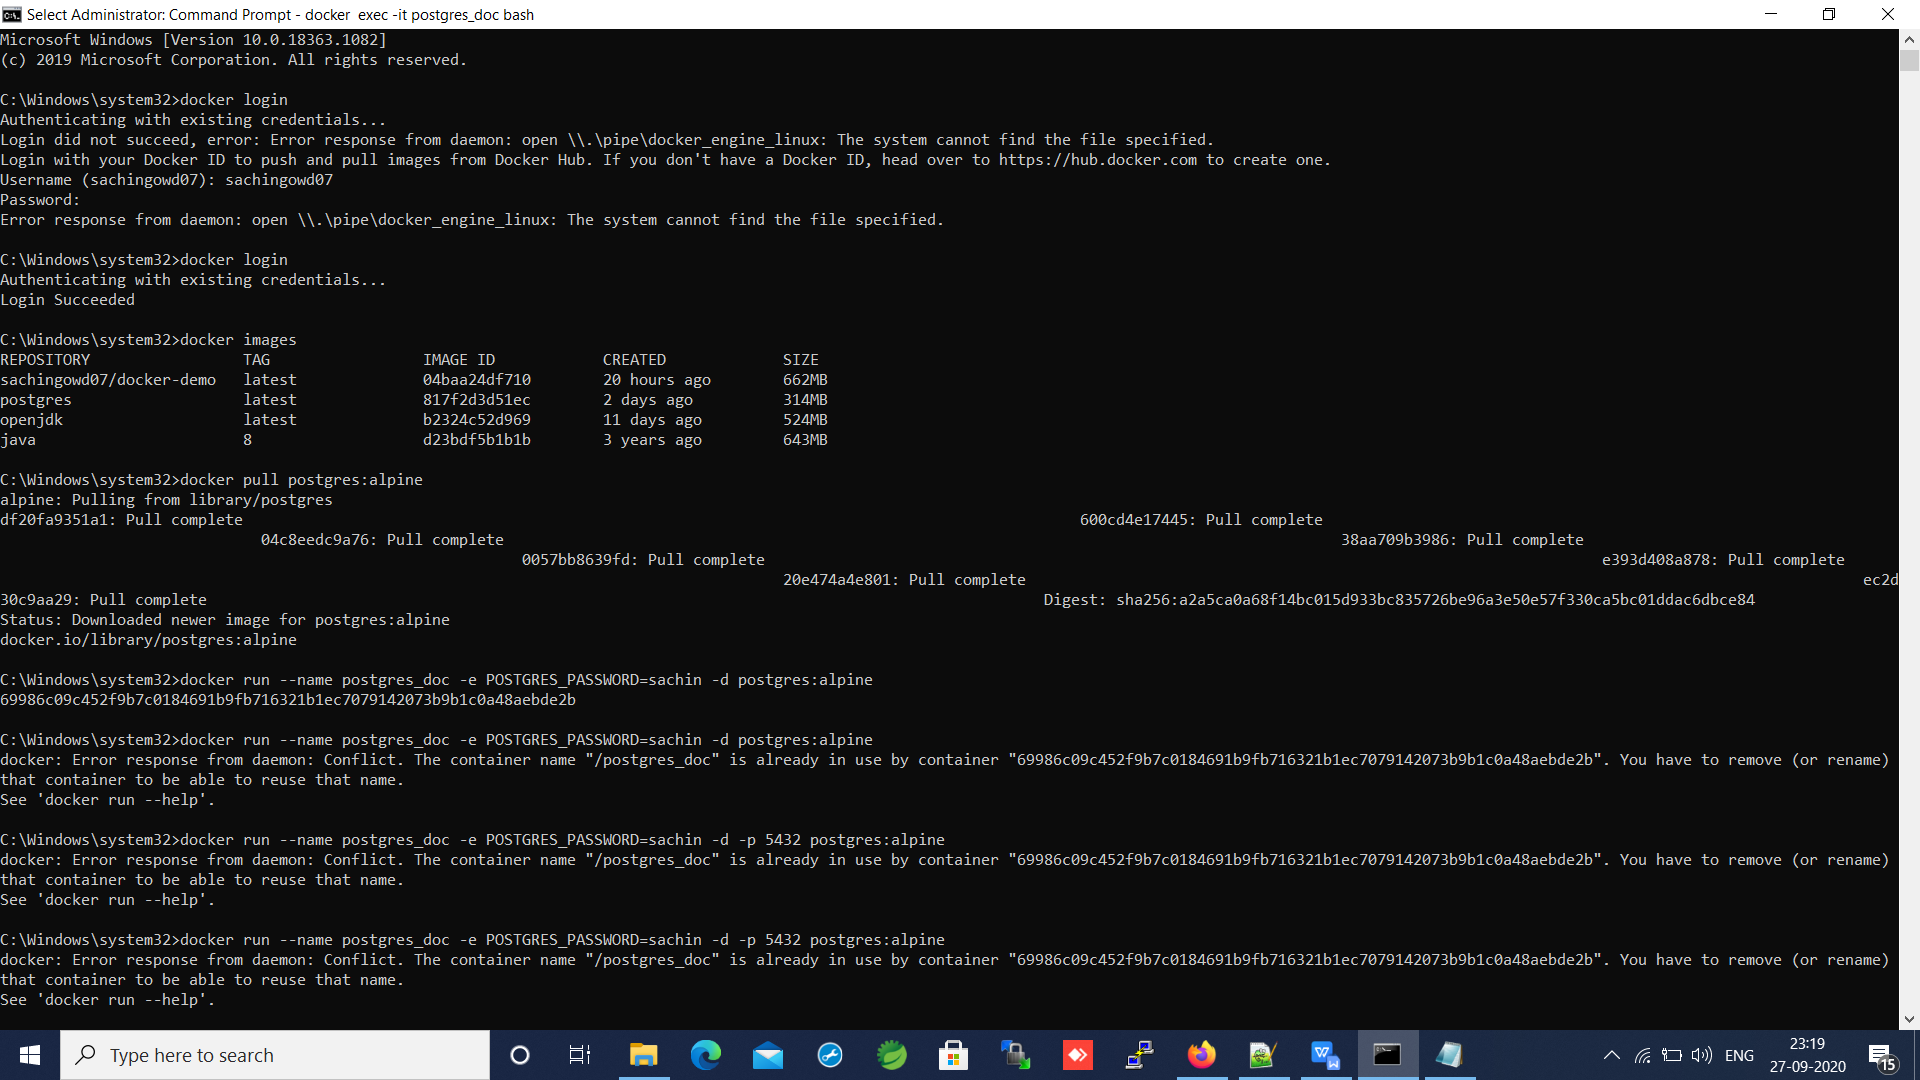 Select Administrator: Command Prompt - docker  exec -it postgres_doc bash
Microsoft Windows [Version 10.0.18363.1082]
(c) 2019 Microsoft Corporation. All rights reserved.
C:\Windows\system32>docker login
Authenticating with existing credentials...
Login did not succeed, error: Error response from daemon: open \\.\pipe\docker_engine_linux: The system cannot find the file specified.
Login with your Docker ID to push and pull images from Docker Hub. If you don't have a Docker ID, head over to https://hub.docker.com to create one.
Username (sachingowd07): sachingowd07
Password:
Error response from daemon: open \\.\pipe\docker_engine_linux: The system cannot find the file specified.
C:\Windows\system32>docker login
Authenticating with existing credentials...
Login Succeeded
C:\Windows\system32>docker images
REPOSITORY                 TAG                 IMAGE ID            CREATED             SIZE
sachingowd07/docker-demo   latest              04baa24df710        20 hours ago        662MB
postgres                   latest              817f2d3d51ec        2 days ago          314MB
openjdk                    latest              b2324c52d969        11 days ago         524MB
java                       8                   d23bdf5b1b1b        3 years ago         643MB
C:\Windows\system32>docker pull postgres:alpine
alpine: Pulling from library/postgres
df20fa9351a1: Pull complete 600cd4e17445: Pull complete
04c8eedc9a76: Pull complete 38aa709b3986: Pull complete
0057bb8639fd: Pull complete e393d408a878: Pull complete
20e474a4e801: Pull complete ec2d
30c9aa29: Pull complete Digest: sha256:a2a5ca0a68f14bc015d933bc835726be96a3e50e57f330ca5bc01ddac6dbce84
Status: Downloaded newer image for postgres:alpine
docker.io/library/postgres:alpine
C:\Windows\system32>docker run --name postgres_doc -e POSTGRES_PASSWORD=sachin -d postgres:alpine
69986c09c452f9b7c0184691b9fb716321b1ec7079142073b9b1c0a48aebde2b
C:\Windows\system32>docker run --name postgres_doc -e POSTGRES_PASSWORD=sachin -d postgres:alpine
docker: Error response from daemon: Conflict. The container name "/postgres_doc" is already in use by container "69986c09c452f9b7c0184691b9fb716321b1ec7079142073b9b1c0a48aebde2b". You have to remove (or rename)
that container to be able to reuse that name.
See 'docker run --help'.
C:\Windows\system32>docker run --name postgres_doc -e POSTGRES_PASSWORD=sachin -d -p 5432 postgres:alpine
docker: Error response from daemon: Conflict. The container name "/postgres_doc" is already in use by container "69986c09c452f9b7c0184691b9fb716321b1ec7079142073b9b1c0a48aebde2b". You have to remove (or rename)
that container to be able to reuse that name.
See 'docker run --help'.
C:\Windows\system32>docker run --name postgres_doc -e POSTGRES_PASSWORD=sachin -d -p 5432 postgres:alpine
docker: Error response from daemon: Conflict. The container name "/postgres_doc" is already in use by container "69986c09c452f9b7c0184691b9fb716321b1ec7079142073b9b1c0a48aebde2b". You have to remove (or rename)
that container to be able to reuse that name.
See 'docker run --help'.
Type here to search
ENG
23:19
27-09-2020
15